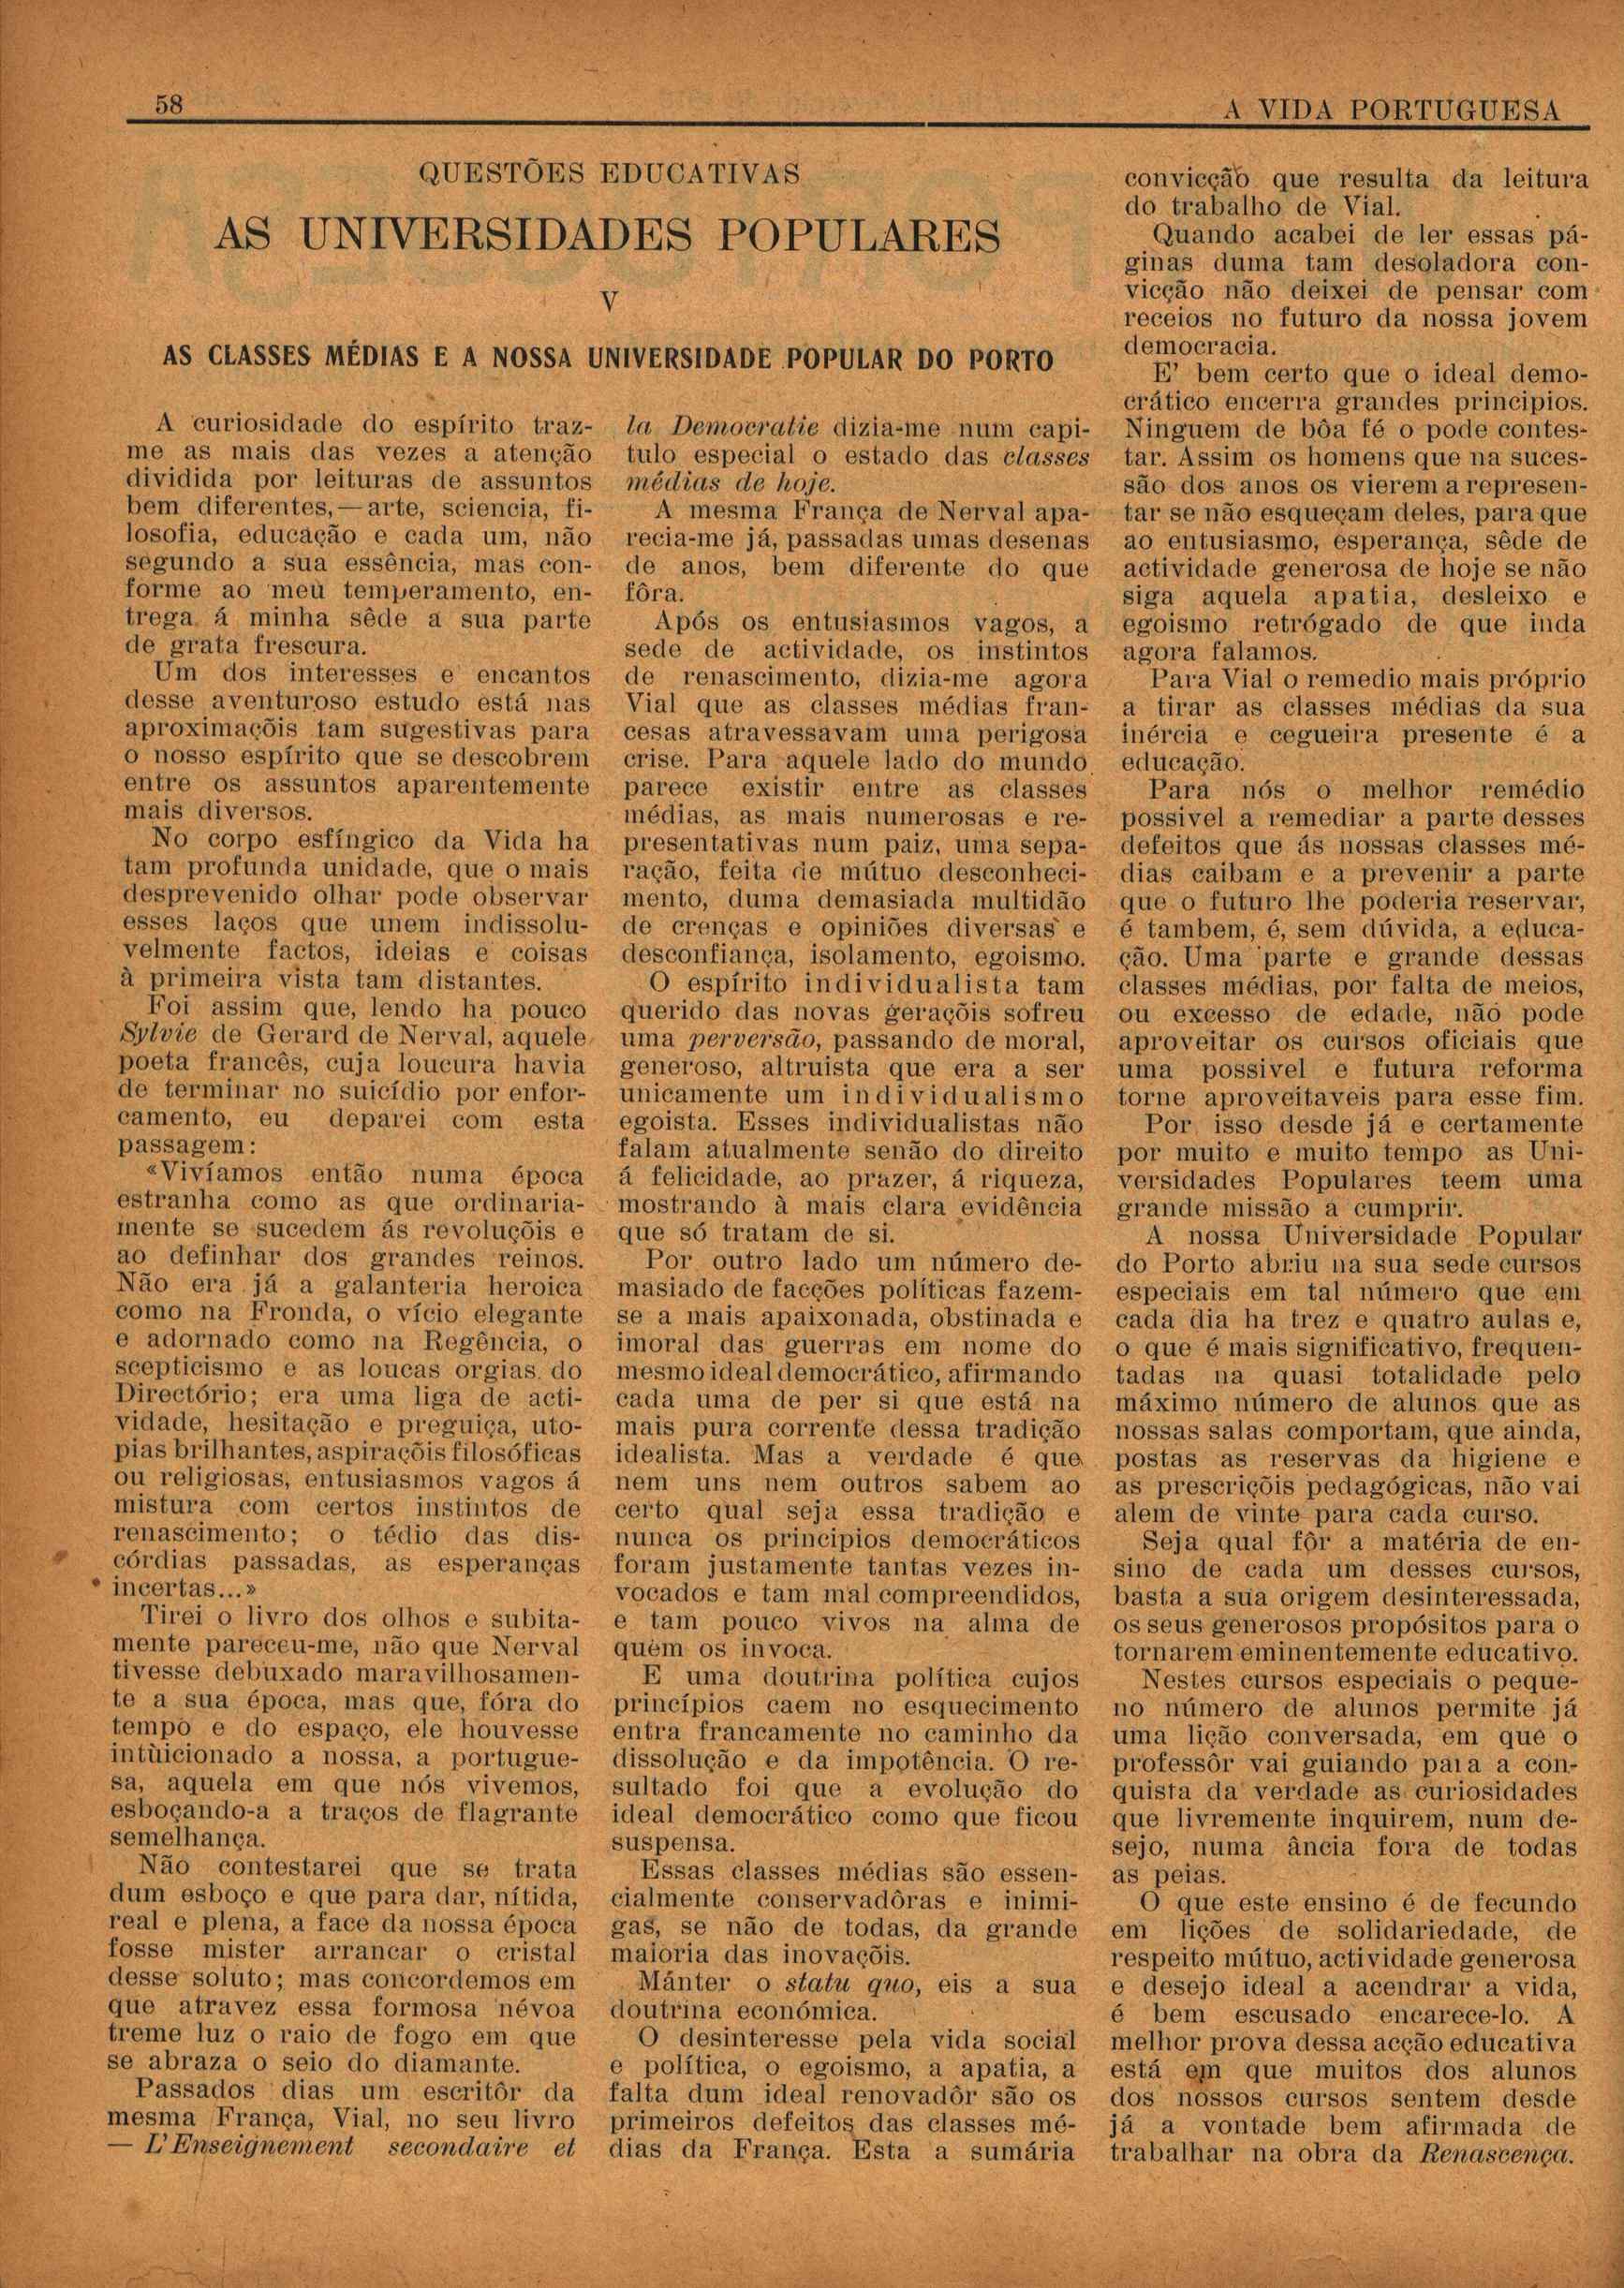 58
A VIDA PORTUGUESA
QUESTÕES EDUCATIVAS
AS UNIVERSIDADES POPULARES
V
AS CLASSES MÉDIAS E A NOSSA UNIVERSIDADE POPULAR DO PORTO
A curiosidade do espírito traz-
me as mais das vezes a atenção
dividida por leituras de assuntos
bem diferentes,—arte, sciencia, fi-
losofia, educação e cada um, não
segundo a sua essência, mas con-
forme ao meu temperamento, en-
trega á minha sêde a sua parte
de grata frescura.
Um dos interesses e encantos
desse aventuroso estudo está nas
aproximaçõis tam sugestivas para
o nosso espírito que se descobrem
entre os assuntos aparentemente
mais diversos.
No corpo esfíngico da Vida ha
tam profunda unidade, que o mais
desprevenido olhar pode observar
esses laços que unem indissolu-
velmente factos, ideias e coisas
à primeira vista tam distantes.
Foi assim que, lendo ha pouco
Sylvie de Gerard de Nerval, aquele
poeta francês, cuja loucura havia
de terminar no suicídio por enfor-
camento, eu deparei com esta
passagem:
«Vivíamos então numa época
estranha como as que ordinaria-
mente se sucedem ás revoluçõis e
ao definhar dos grandes reinos.
Não era já a galanteria heroica
como na Fronda, o vício elegante
e adornado como na Regência, o
scepticismo e as loucas orgias do
Directório; era uma liga de acti-
vidade, hesitação e preguiça, uto-
pias brilhantes, aspiraçõis filosóficas
ou religiosas, entusiasmos vagos á
mistura com certos instintos de
renascimento; o tédio das dis-
córdias passadas, as esperanças
incertas...»
Tirei o livro dos olhos e subita-
mente pareceu-me, não que Nerval
tivesse debuxado maravilhosamen-
te a sua época, mas que, fóra do
tempo e do espaço, ele houvesse
intùicionado a nossa, a portugue-
sa, aquela em que nós vivemos,
esboçando-a a traços de flagrante
semelhança.
Não contestarei que se trata
dum esboço e que para dar, nítida,
real e plena, a face da nossa época
fosse mister arrancar o cristal
desse soluto; mas concordemos em
que atravez essa formosa névoa
treme luz o raio de fogo em que
se abraza o seio do diamante.
Passados dias um escritôr da
mesma França, Vial, no seu livro
— L'Enseignement secondaire et
la Democratie dizia-me num capi-
tulo especial o estado das classes
médias de hoje.
A mesma França de Nerval apa-
recia-me já, passadas umas desenas
de anos, bem diferente do que
fôra.
Após os entusiasmos vagos, a
sede de actividade, os instintos
de renascimento, dizia-me agora
Vial que as classes médias fran-
cesas atravessavam uma perigosa
crise. Para aquele lado do mundo
parece existir entre as classes
médias, as mais numerosas e re-
presentativas num paiz, uma sepa-
ração, feita de mútuo desconheci-
mento, duma demasiada multidão
de crenças e opiniões diversas e
desconfiança, isolamento, egoismo.
O espírito individualista tam
querido das novas geraçõis sofreu
uma perversão, passando de moral,
generoso, altruista que era a ser
unicamente um individualismo
egoista. Esses individualistas não
falam atualmente senão do direito
á felicidade, ao prazer, á riqueza,
mostrando à mais clara evidência
que só tratam de si.
Por outro lado um número de-
masiado de facções políticas fazem-
se a mais apaixonada, obstinada e
imoral das guerras em nome do
mesmo ideal democrático, afirmando
cada uma de per si que está na
mais pura corrente dessa tradição
idealista. Mas a verdade é que
nem uns nem outros sabem ao
certo qual seja essa tradição e
nunca os principios democráticos
foram justamente tantas vezes in-
vocados e tam mal compreendidos,
e tam pouco vivos na alma de
quem os invoca.
E uma doutrina política cujos
princípios caem no esquecimento
entra francamente no caminho da
dissolução e da impotência. O re-
sultado foi que a evolução do
ideal democrático como que ficou
suspensa.
Essas classes médias são essen-
cialmente conservadôras e inimi-
gas, se não de todas, da grande
maioria das inovaçõis.
Mánter o statu quo, eis a sua
doutrina económica.
O desinteresse pela vida social
e política, o egoismo, a apatia, a
falta dum ideal renovadôr são os
primeiros defeitos das classes mé-
dias da França. Esta a sumária
convicção que resulta da leitura
do trabalho de Vial.
Quando acabei de ler essas pá-
ginas duma tam desoladora con-
vicção não deixei de pensar com
receios no futuro da nossa jovem
democracia.
E' bem certo que o ideal demo-
crático encerra grandes principios.
Ninguem de bôa fé o pode contes-
tar. Assim os homens que na suces-
são dos anos os vierem a represen-
tar se não esqueçam deles, para que
ao entusiasmo, esperança, sêde de
actividade generosa de hoje se não
siga aquela apatia, desleixo e
egoismo retrógado de que inda
agora falamos.
Para Vial o remedio mais próprio
a tirar as classes médias da sua
inércia e cegueira presente é a
educação.
Para nós o melhor remédio
possivel a remediar a parte desses
defeitos que ás nossas classes mé-
dias caibam e a prevenir a parte
que o futuro lhe poderia reservar,
é tambem, é, sem dúvida, a educa-
ção. Uma parte e grande dessas
classes médias, por falta de meios,
ou excesso de edade, não pode
aproveitar os cursos oficiais que
uma possivel e futura reforma
torne aproveitaveis para esse fim.
Por isso desde já e certamente
por muito e muito tempo as Uni-
versidades Populares teem uma
grande missão a cumprir.
A nossa Universidade Popular
do Porto abriu na sua sede cursos
especiais em tal número que em
cada dia ha trez e quatro aulas e,
o que é mais significativo, frequen-
tadas na quasi totalidade pelo
máximo número de alunos que as
nossas salas comportam, que ainda,
postas as reservas da higiene e
as prescriçõis pedagógicas, não vai
alem de vinte para cada curso.
Seja qual fôr a matéria de en-
sino de cada um desses cursos,
basta a sua origem desinteressada,
os seus generosos propósitos para o
tornarem eminentemente educativo.
Nestes cursos especiais o peque-
no número de alunos permite já
uma lição conversada, em que o
professôr vai guiando para a con-
quista da verdade as curiosidades
que livremente inquirem, num de-
sejo, numa ância fora de todas
as peias.
O que este ensino é de fecundo
em lições de solidariedade, de
respeito mútuo, actividade generosa
e desejo ideal a acendrar a vida,
é bem escusado encarece-lo. A
melhor prova dessa acção educativa
está em que muitos dos alunos
dos nossos cursos sentem desde
já a vontade bem afirmada de
trabalhar na obra da Renascença.